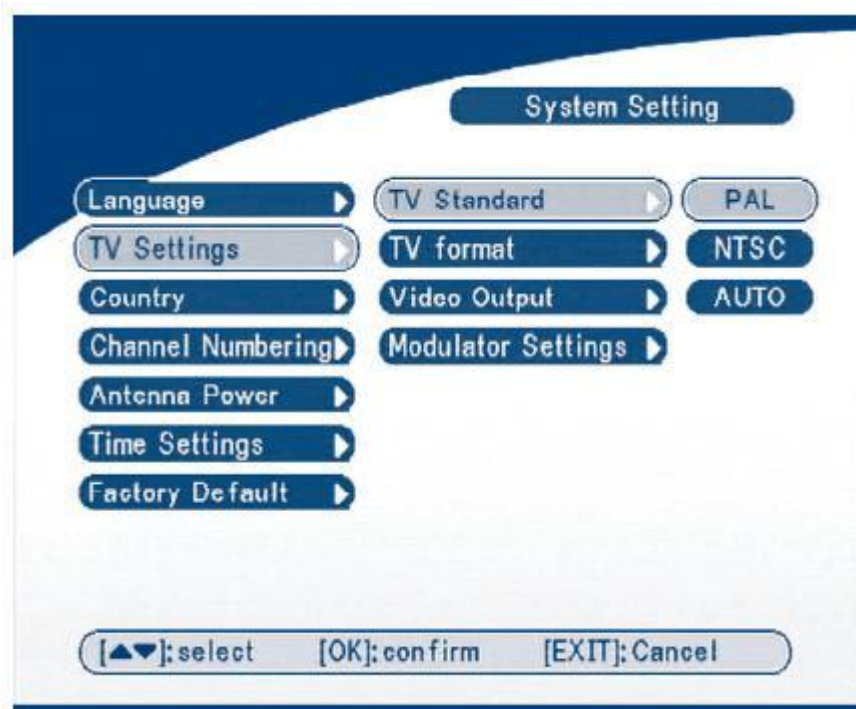 System Setting
Language TV Standard PAL
TV Settings TV format NTSC
Country Video Output AUTO
Channel Numbering Modulator Settings
Antenna Power
Time Settings
Factory Default
[▲▼]:select [OK]:confirm [EXIT]:Cancel